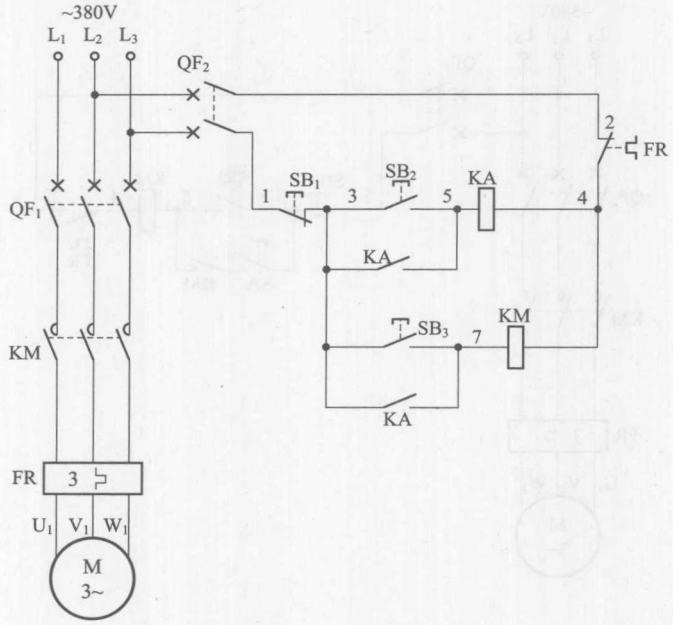 ~380V
L₁ L₂ L₃
QF₂
2
FR
1 SB₁ 3 SB₂ 5 KA 4
QF₁
KA
SB₃ 7 KM
KM
KA
FR 3
U₁ V₁ W₁
M
3~